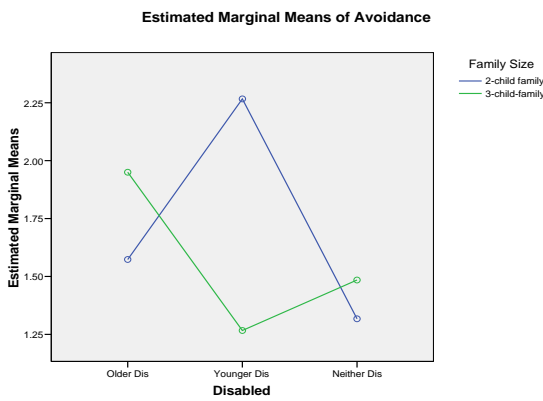 Estimated Marginal Means of Avoidance
Family Size
2-child family
3-child-family
Estimated Marginal Means
2.25
2.00
1.75
1.50
1.25
Older Dis
Younger Dis
Neither Dis
Disabled